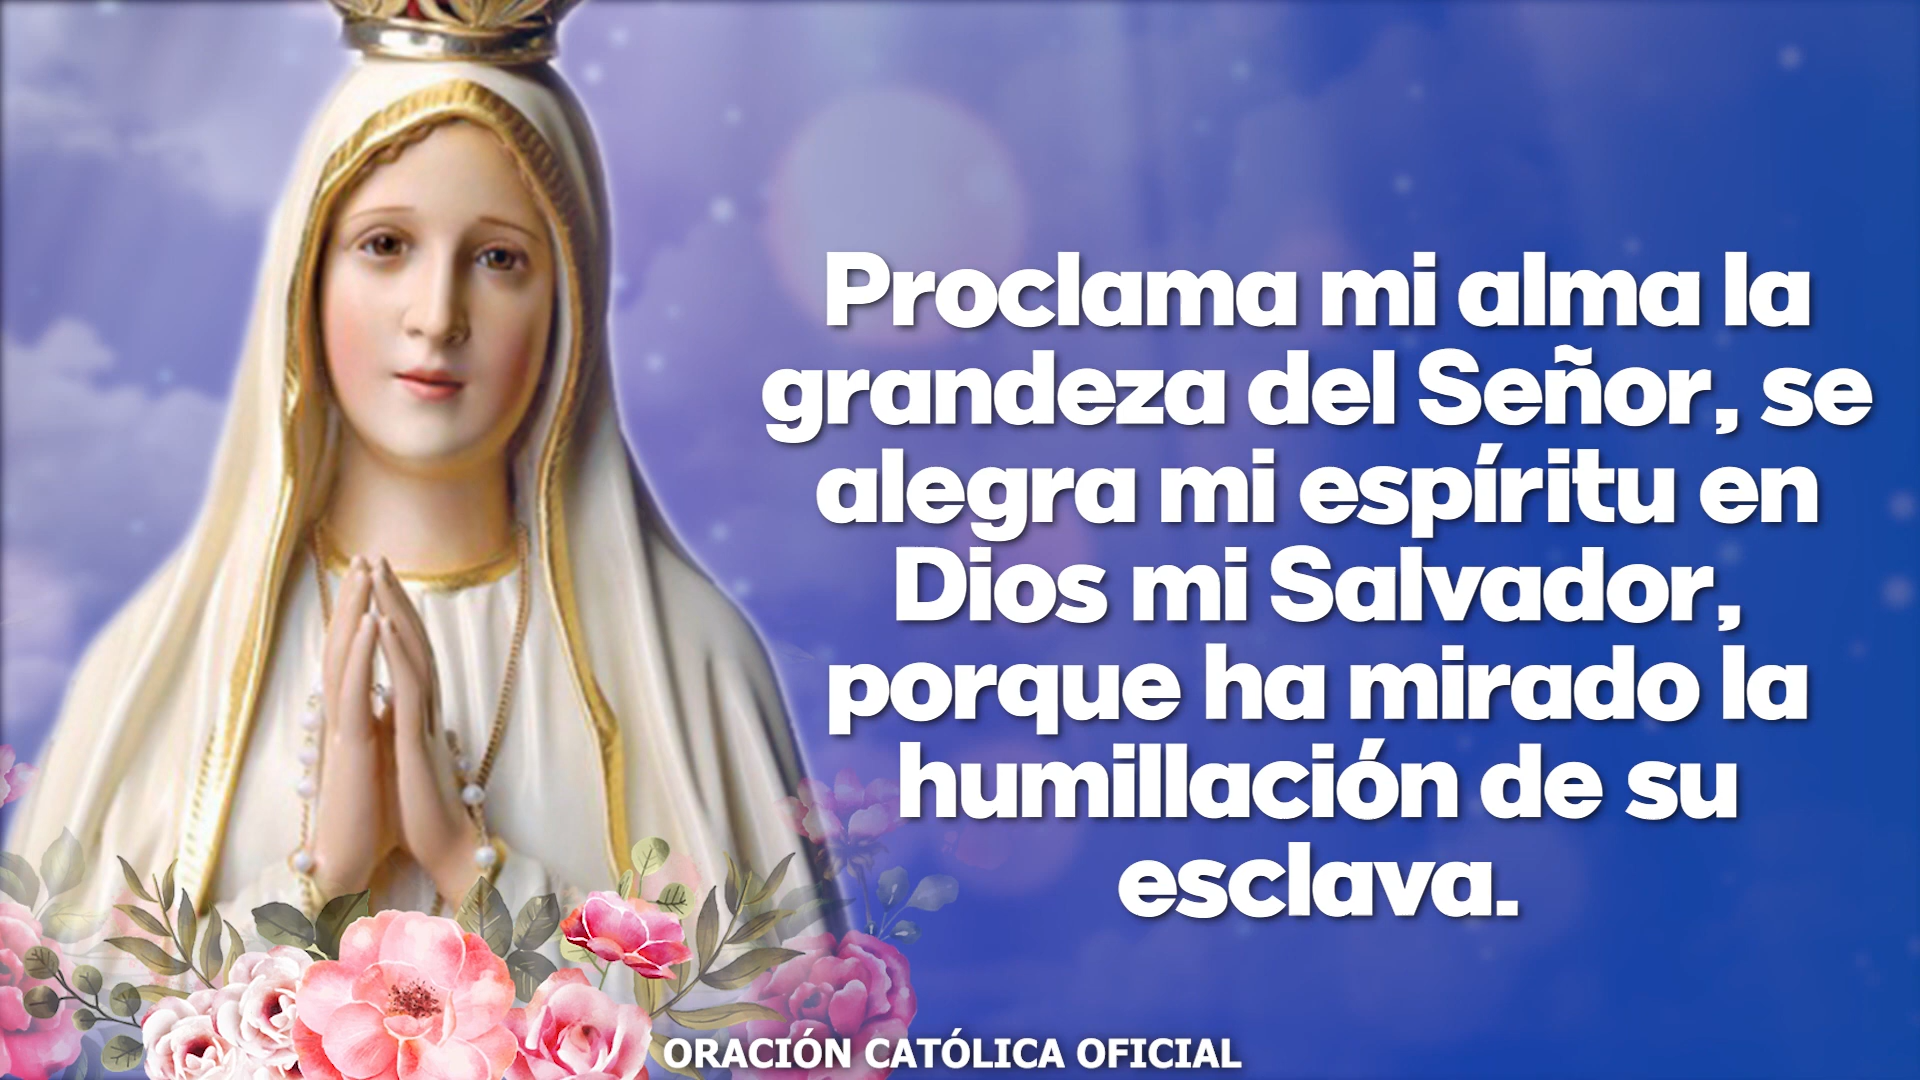 Proclama mi alma la
grandeza del Señor, se
alegra mi espíritu en
Dios mi Salvador,
porque ha mirado la
humillación de su
esclava.
ORACIÓN CATÓLICA OFICIAL